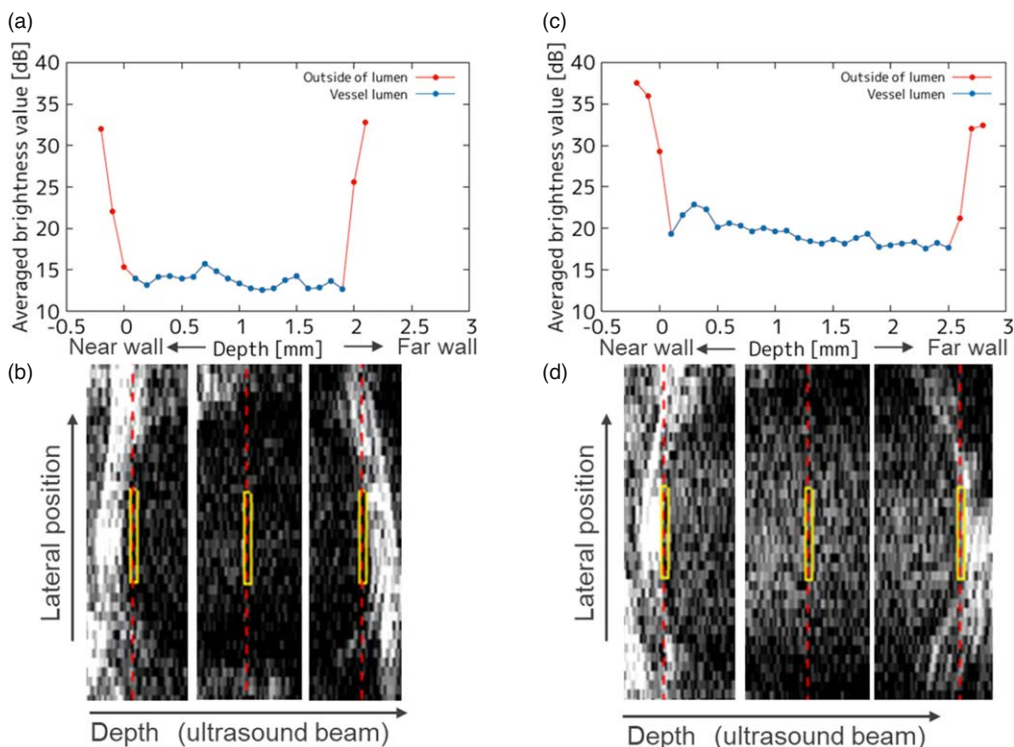 (a)
Averaged brightness value [dB]
40
35
30
25
20
15
10
Outside of lumen
Vessel lumen
-0.5 0 0.5 1 1.5 2 2.5 3
Near wall Depth [mm] Far wall
(b)
Lateral position
Depth (ultrasound beam)
(c)
Averaged brightness value [dB]
40
35
30
25
20
15
10
Outside of lumen
Vessel lumen
-0.5 0 0.5 1 1.5 2 2.5 3
Near wall Depth [mm] Far wall
(d)
Lateral position
Depth (ultrasound beam)